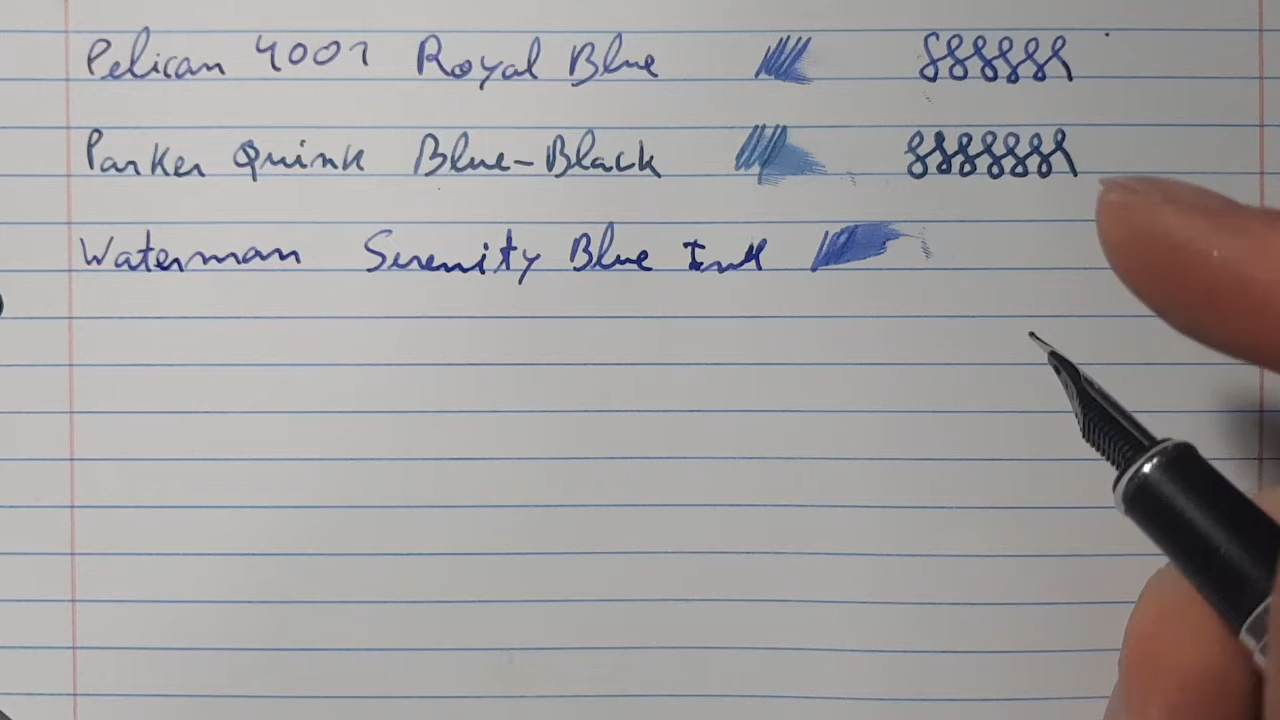 Pelican 4001 Royal Blue
Parker Quink Blue-Black
Waterman Serenity Blue Ink